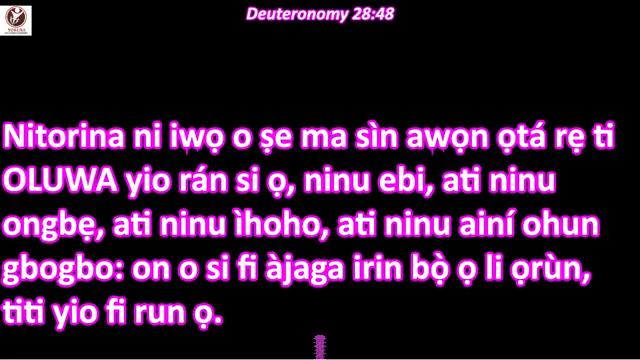 Deuteronomy 28:48
Nitorina ni iwọ o ṣe ma sìn awọn ọtá rẹ ti
OLUWA yio rán si ọ, ninu ebi, ati ninu
ongbẹ, ati ninu ìhoho, ati ninu ainí ohun
gbogbo: on o si fi àjaga irin bọ̀ ọ li ọrùn,
titi yio fi run ọ.